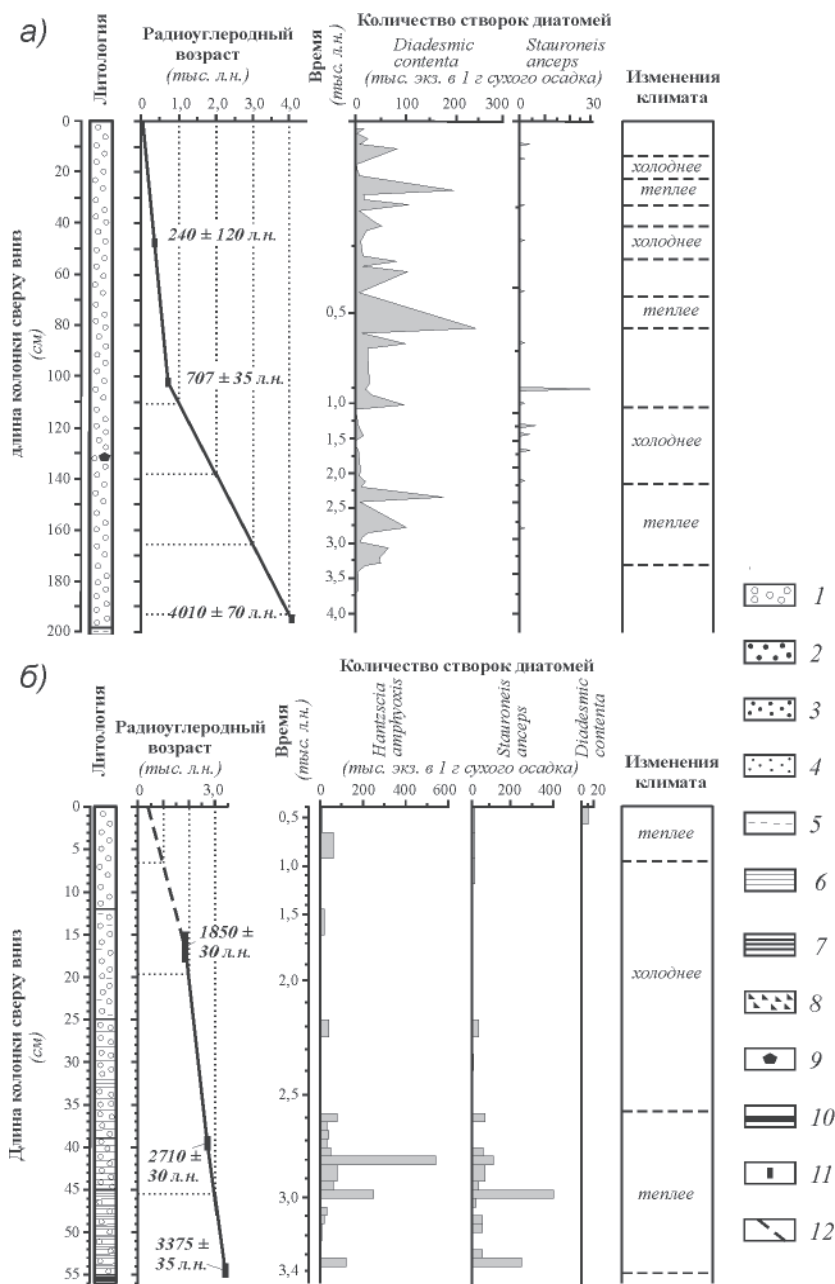 а)
Литология
Радиоуглеродный
возраст
(тыс. л.н.)
0 1,0 2,0 3,0 4,0
Время
(тыс. л.н.)
Количество створок диатомей
Diadesmic
contenta
Stauroneis
anceps
(тыс. экз. в 1 г сухого осадка)
0 100 200 300
0 30
Изменения
климата
длина колонки сверху вниз
(см)
0
20
40
60
80
100
110
130
150
170
190
200
240 ± 120 л.н.
707 ± 35 л.н.
4010 ± 70 л.н.
0,5
1,0
1,5
2,0
2,5
3,0
3,5
4,0
холоднее
теплее
холоднее
теплее
холоднее
теплее
б)
Литология
Радиоуглеродный
возраст
(тыс. л.н.)
0 1,0 3,0
Время
(тыс. л.н.)
Количество створок диатомей
Hantzscia
amphyoxis
Stauroneis
anceps
Diadesmic
contenta
(тыс. экз. в 1 г сухого осадка)
0 200 400 600
0 200 400
0 20
Изменения
климата
Длина колонки сверху вниз
(см)
0
5
10
15
20
25
30
35
40
45
50
55
1850 ±
30 л.н.
2710 ±
30 л.н.
3375 ±
35 л.н.
0,5
1,0
1,5
2,0
2,5
3,0
3,4
теплее
холоднее
теплее
1
2
3
4
5
6
7
8
9
10
11
12